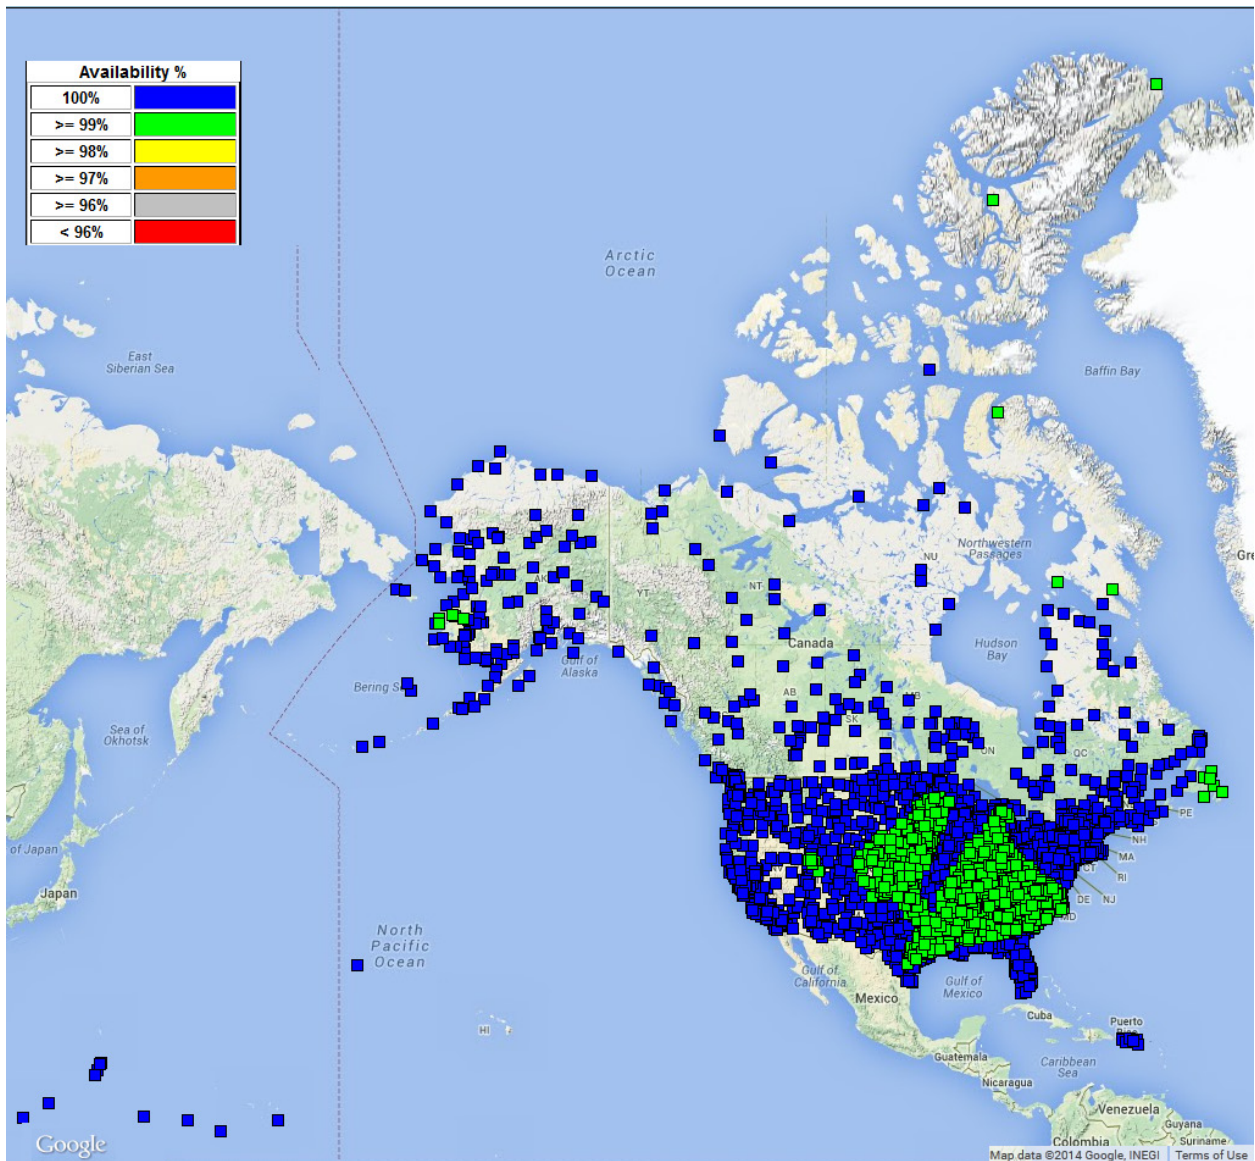 Availability %
100%
>= 99%
>= 98%
>= 97%
>= 96%
< 96%
Arctic
Ocean
East
Siberian Sea
Baffin Bay
Northwestern
Passages
NU
AK
YT
NT
Canada
Hudson
Bay
Gulf of
Alaska
Bering
AB
SK
MB
ON
QC
NL
PE
Sea of
Okhotsk
of Japan
Japan
NH
MA
RI
CT
NJ
DE
MD
NV
North
Pacific
Ocean
Gulf of
California
Mexico
Gulf of
Mexico
HI
Cuba
Puerto
Caribbean
Sea
Guatemala
Nicaragua
Venezuela
Guyana
Suriname
Colombia
Google
Map data ©2014 Google, INEGI
Terms of Use